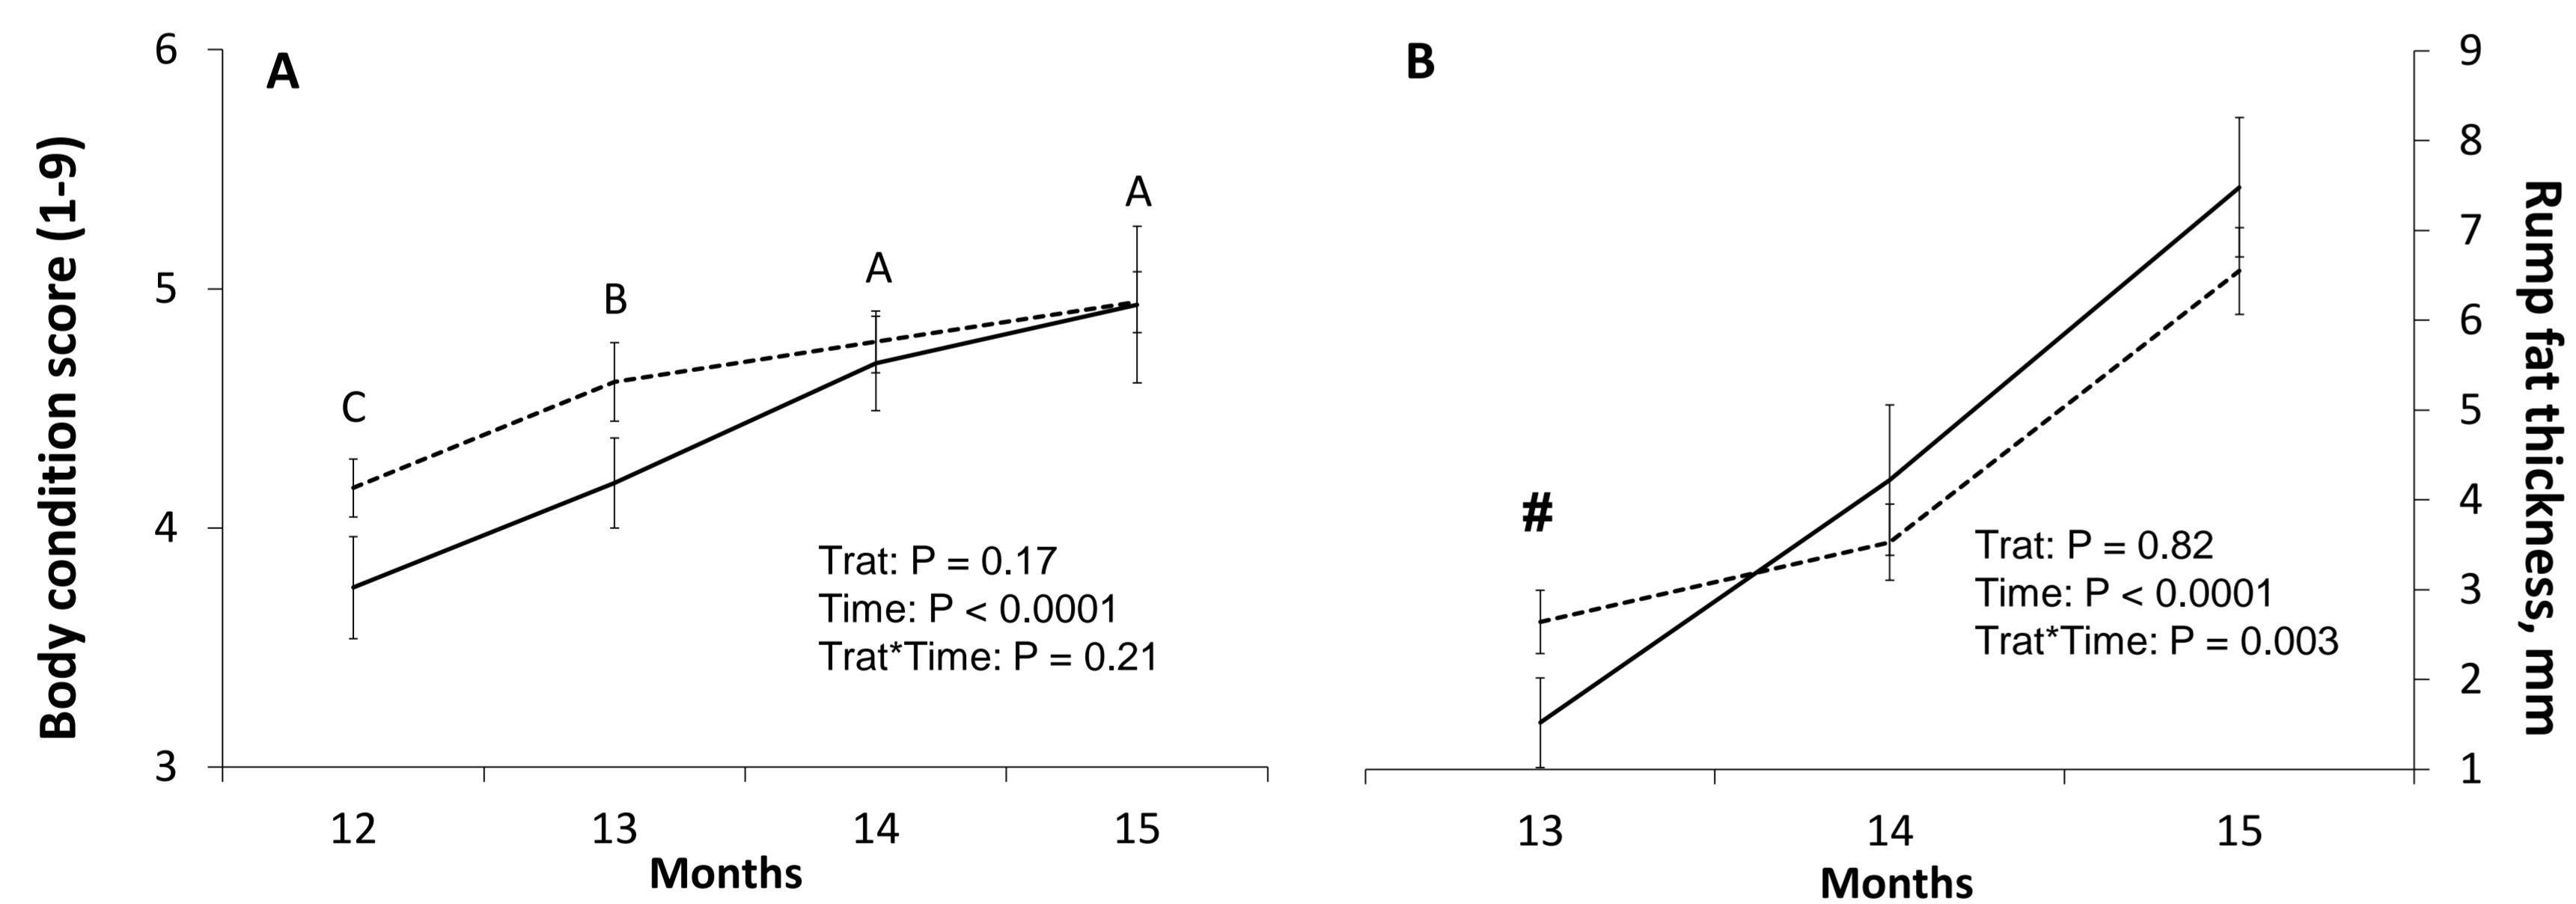 A
Body condition score (1-9)
6
5
4
3
C
B
A
A
Trat: P = 0.17
Time: P < 0.0001
Trat*Time: P = 0.21
12 13 14 15
Months
B
Rump fat thickness, mm
9
8
7
6
5
4
3
2
1
#
Trat: P = 0.82
Time: P < 0.0001
Trat*Time: P = 0.003
13 14 15
Months